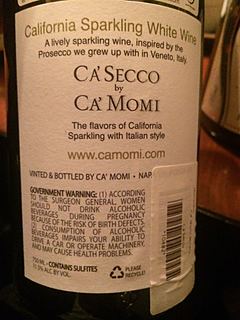 California Sparkling White Wine
A lively sparkling wine, inspired by the
Prosecco we grew up with in Veneto, Italy.
CA'SECCO
by
CA'MOMI
The flavors of California
Sparkling with Italian style
www.camomi.com
VINTED & BOTTLED BY CA' MOMI • NAP
GOVERNMENT WARNING: (1) ACCORDING
TO THE SURGEON GENERAL, WOMEN
SHOULD NOT DRINK ALCOHOLIC
BEVERAGES DURING PREGNANCY
BECAUSE OF THE RISK OF BIRTH DEFECTS.
(2) CONSUMPTION OF ALCOHOLIC
BEVERAGES IMPAIRS YOUR ABILITY TO
DRIVE A CAR OR OPERATE MACHINERY,
AND MAY CAUSE HEALTH PROBLEMS.
750 ML • CONTAINS SULFITES
ALC BY VOL.
PLEASE
RECYCLE